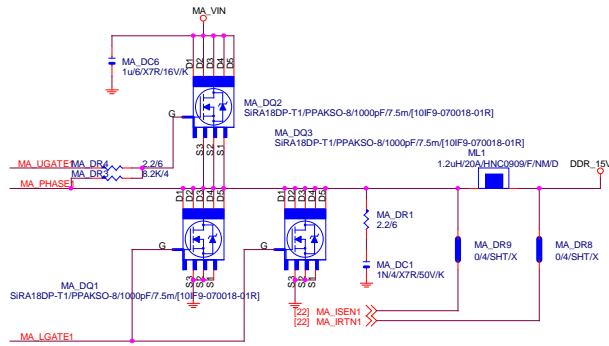 MA_VIN
D1
D2
D3
D4
D5
MA_DC6
1u/6/X7R/16V/K
MA_DQ2
SiRA18DP-T1/PPAKSO-8/1000pF/7.5m/[10IF9-070018-01R]
G
S3
S2
S1
MA_DQ3
SiRA18DP-T1/PPAKSO-8/1000pF/7.5m/[10IF9-070018-01R]
ML1
1.2uH/20A/HNC0909/F/NM/D
DDR_15V
MA_UGATE1
MA_DR4
2.2/6
MA_DR3
8.2K/4
MA_PHASE1
D1
D2
D3
D4
D5
D1
D2
D3
D4
D5
G
G
S3
S2
S1
S3
S2
S1
MA_DR1
2.2/6
MA_DR9
0/4/SHT/X
MA_DR8
0/4/SHT/X
MA_DC1
1N/4/X7R/50V/K
MA_DQ1
SiRA18DP-T1/PPAKSO-8/1000pF/7.5m/[10IF9-070018-01R]
[22] MA_ISEN1
[22] MA_IRTN1
MA_LGATE1